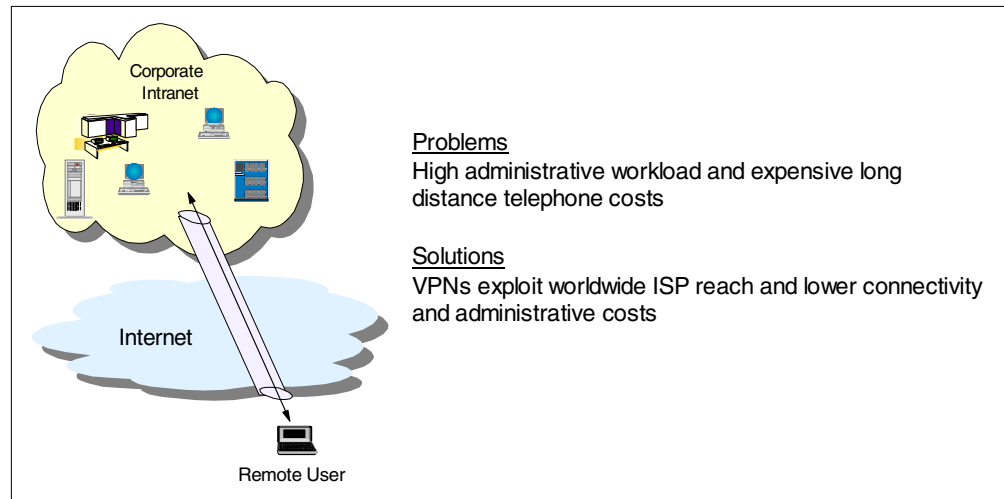 Corporate
Intranet
Problems
High administrative workload and expensive long
distance telephone costs
Solutions
VPNs exploit worldwide ISP reach and lower connectivity
and administrative costs
Internet
Remote User